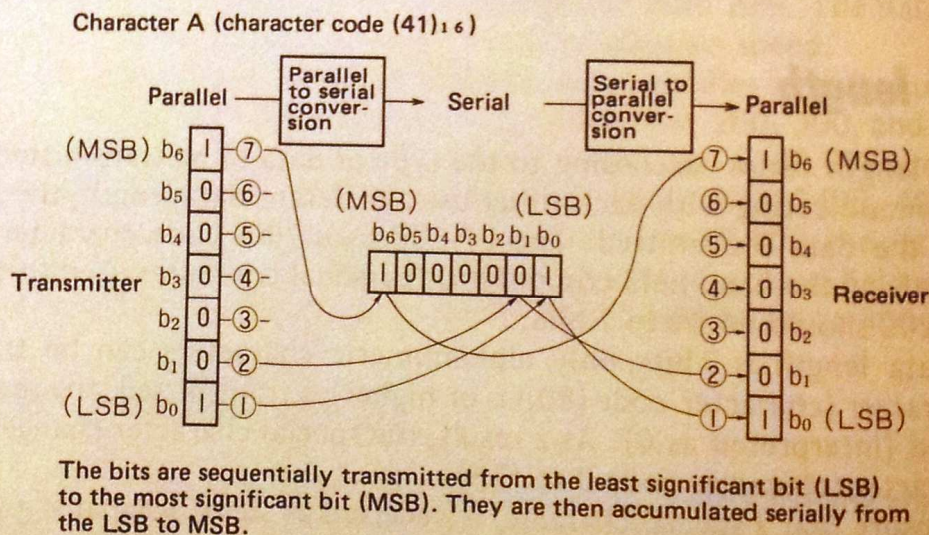 Character A (character code (41)₁₆)
Parallel
Parallel
to serial
conver-
sion
Serial
Serial to
parallel
conver-
sion
Parallel
Transmitter
(MSB) b₆ 1 ⑦
b₅ 0 ⑥
b₄ 0 ⑤
b₃ 0 ④
b₂ 0 ③
b₁ 0 ②
(LSB) b₀ 1 ①
(MSB) (LSB)
b₆ b₅ b₄ b₃ b₂ b₁ b₀
1 0 0 0 0 0 1
⑦ 1 b₆ (MSB)
⑥ 0 b₅
⑤ 0 b₄
④ 0 b₃
③ 0 b₂
② 0 b₁
① 1 b₀ (LSB)
Receiver
The bits are sequentially transmitted from the least significant bit (LSB)
to the most significant bit (MSB). They are then accumulated serially from
the LSB to MSB.